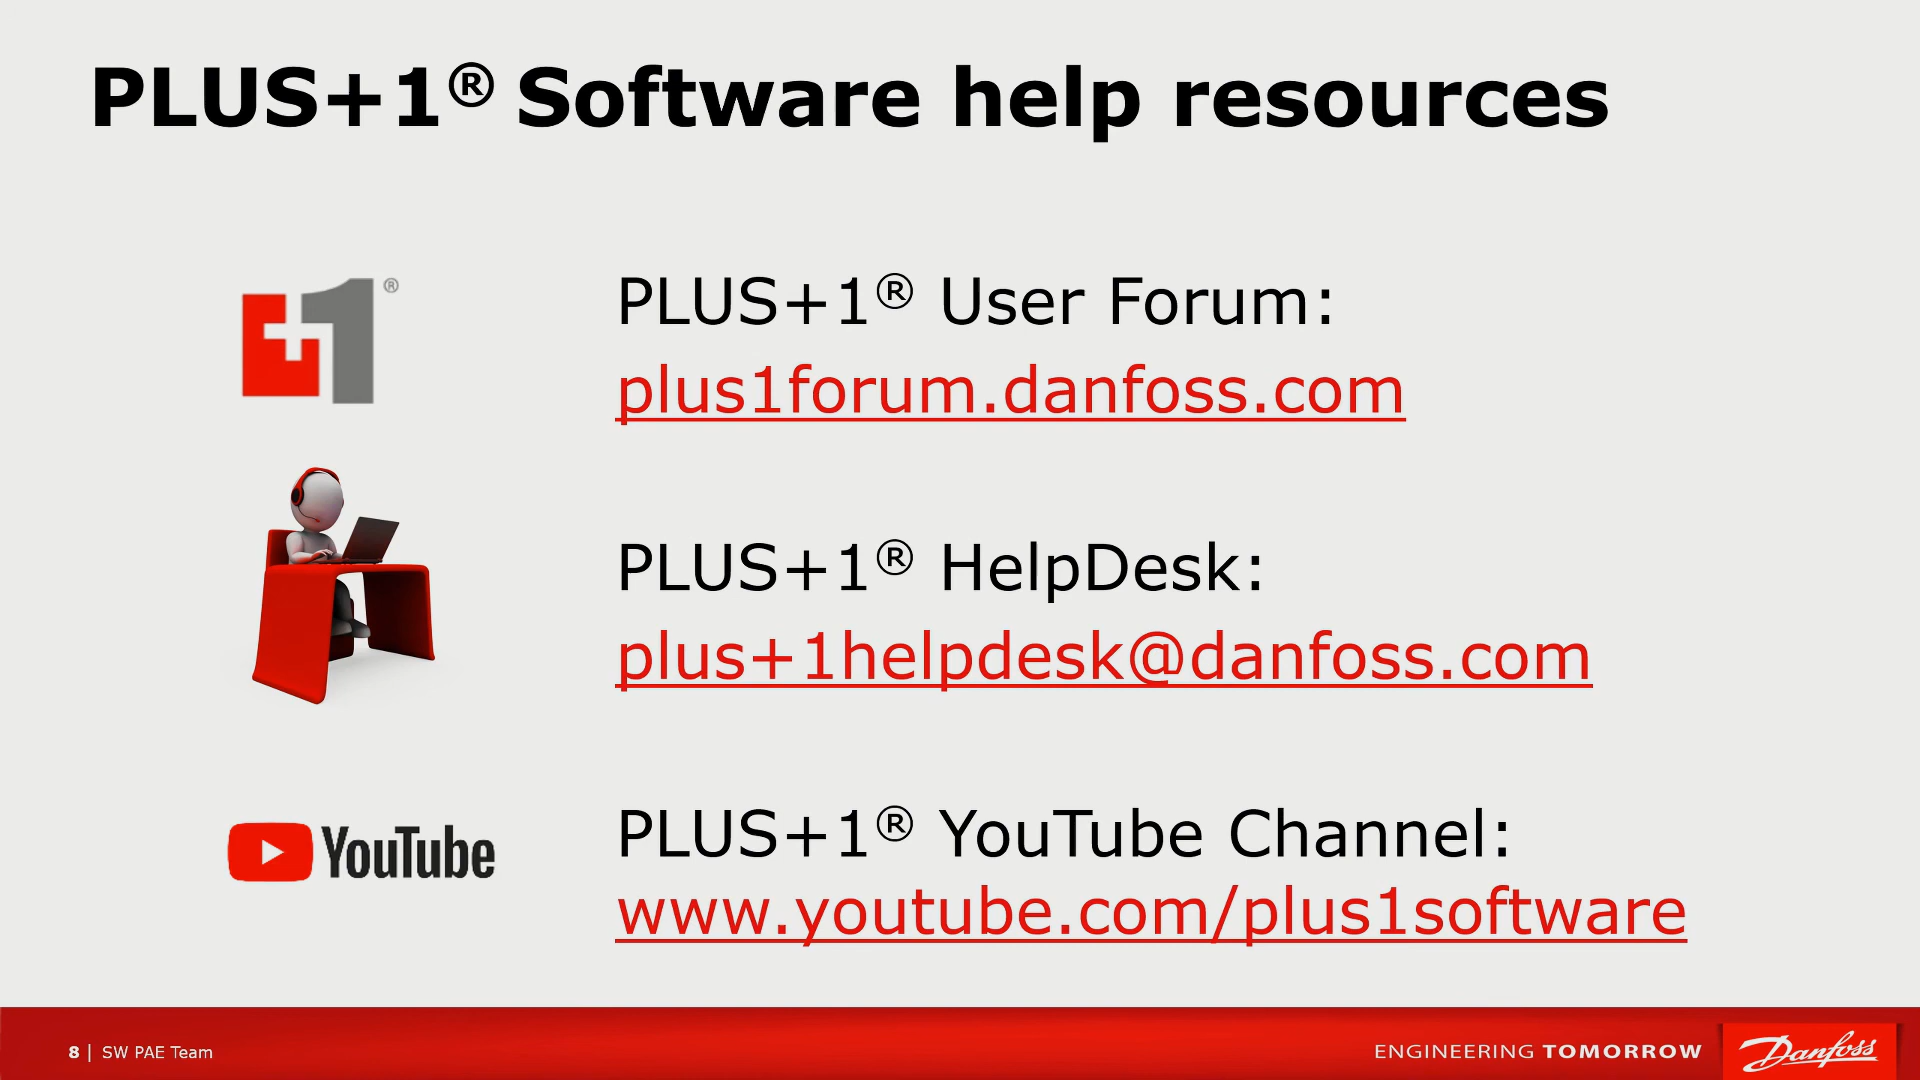 PLUS+1® Software help resources
®
PLUS+1® User Forum:
plus1forum.danfoss.com
PLUS+1® HelpDesk:
plus+1helpdesk@danfoss.com
YouTube
PLUS+1® YouTube Channel:
www.youtube.com/plus1software
8 | SW PAE Team
ENGINEERING TOMORROW
Danfoss